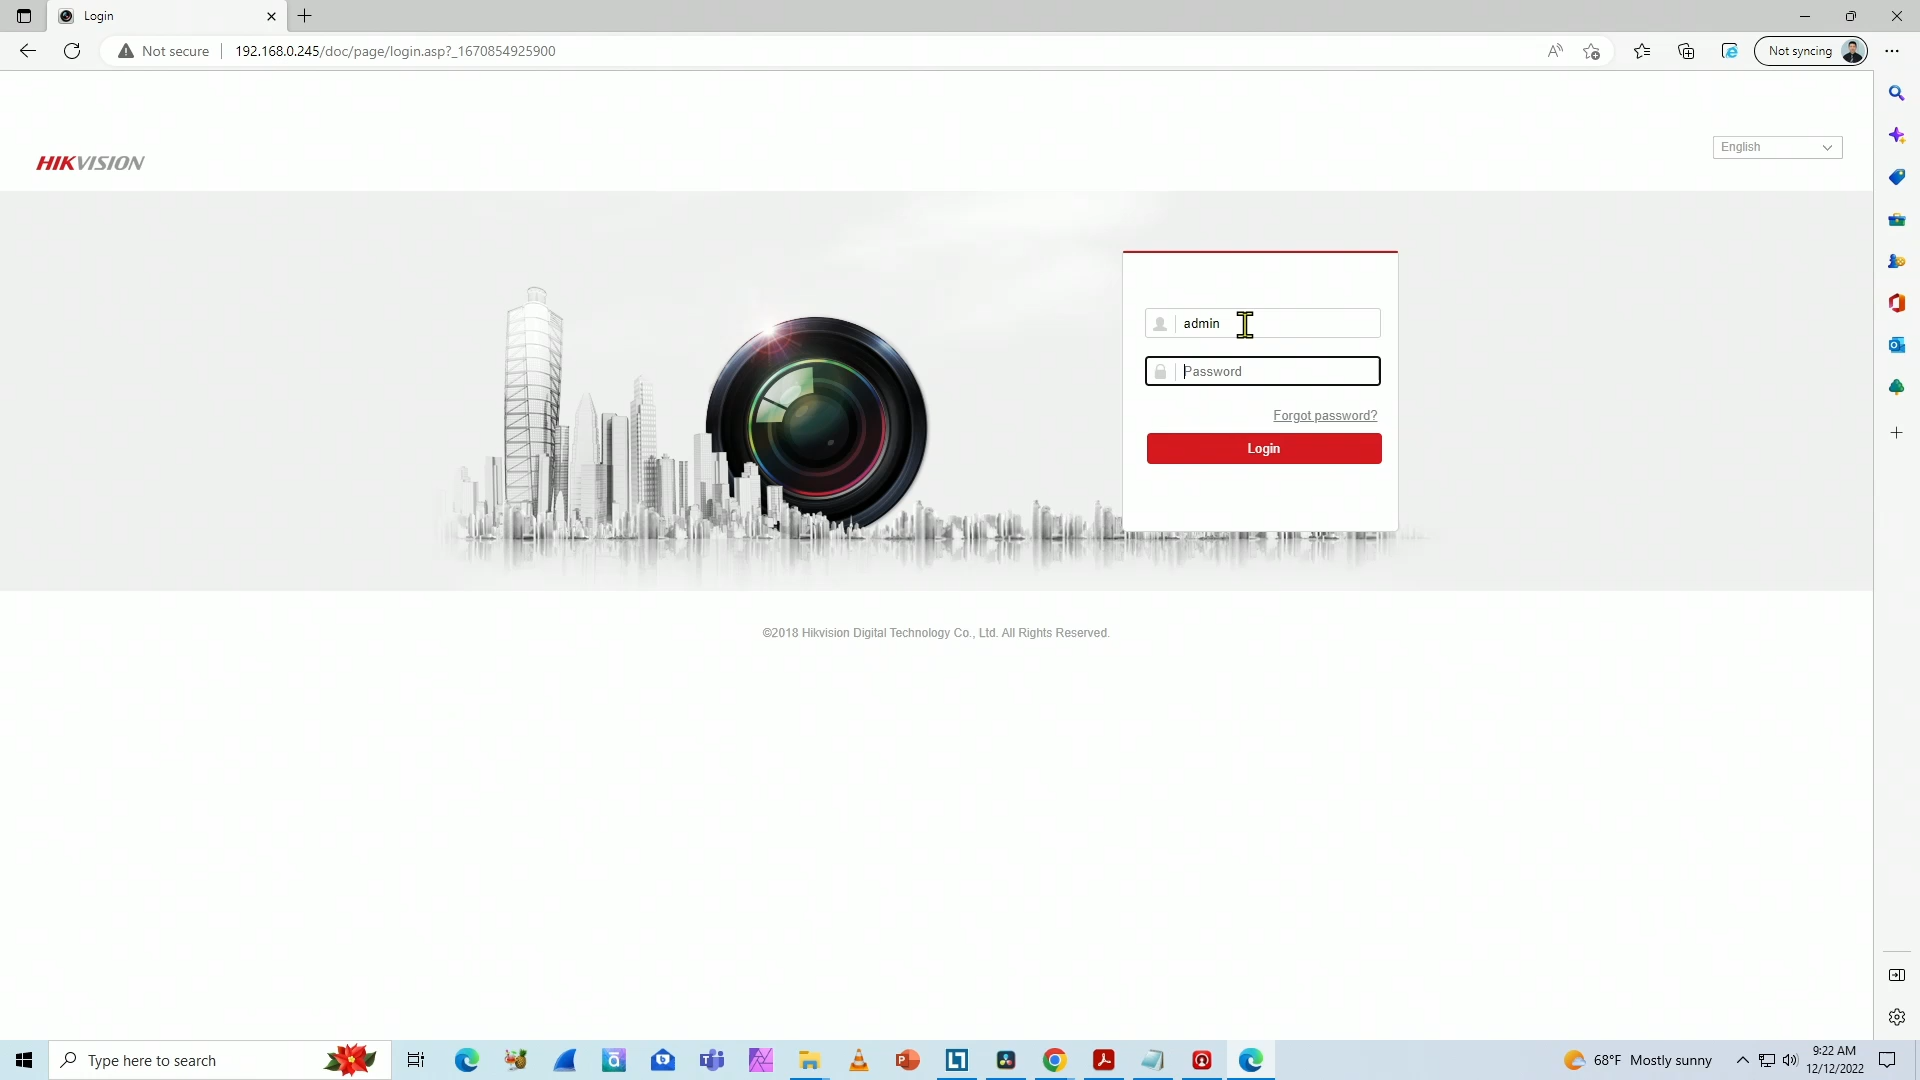 Login
Not secure
192.168.0.245/doc/page/login.asp?_1670854925900
Not syncing
HIKVISION
English
admin
Password
Forgot password?
Login
©2018 Hikvision Digital Technology Co., Ltd. All Rights Reserved.
Type here to search
68°F Mostly sunny
9:22 AM
12/12/2022